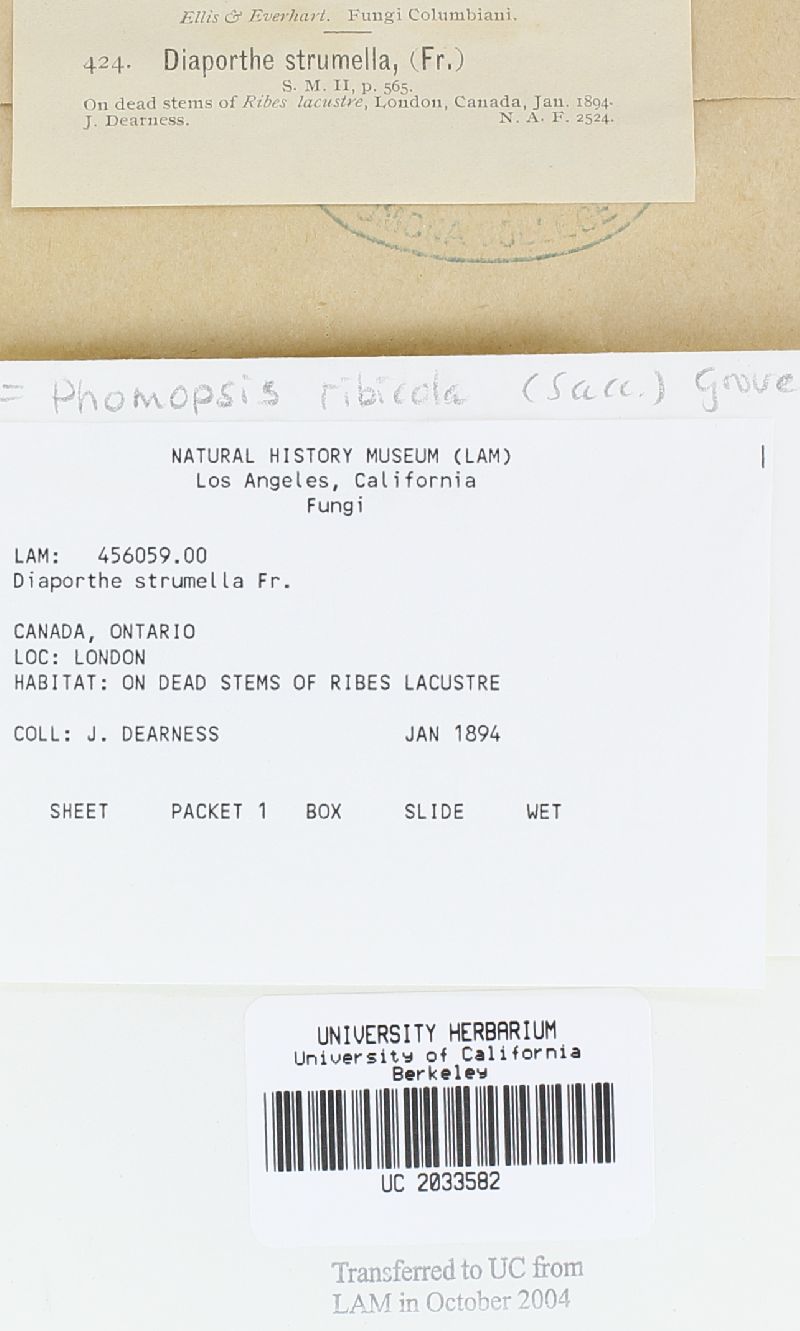 Ellis & Everhart. Fungi Columbiani.
424. Diaporthe strumella, (Fr.)
S. M. II, p. 565.
On dead stems of Ribes lacustre, London, Canada, Jan. 1894.
J. Dearness. N. A. F. 2524.
POMONA COLLEGE
= Phomopsis ribicola (Sacc.) Grove
NATURAL HISTORY MUSEUM (LAM)
Los Angeles, California
Fungi
LAM: 456059.00
Diaporthe strumella Fr.
CANADA, ONTARIO
LOC: LONDON
HABITAT: ON DEAD STEMS OF RIBES LACUSTRE
COLL: J. DEARNESS JAN 1894
SHEET PACKET 1 BOX SLIDE WET
UNIVERSITY HERBARIUM
University of California
Berkeley
UC 2033582
Transferred to UC from
LAM in October 2004